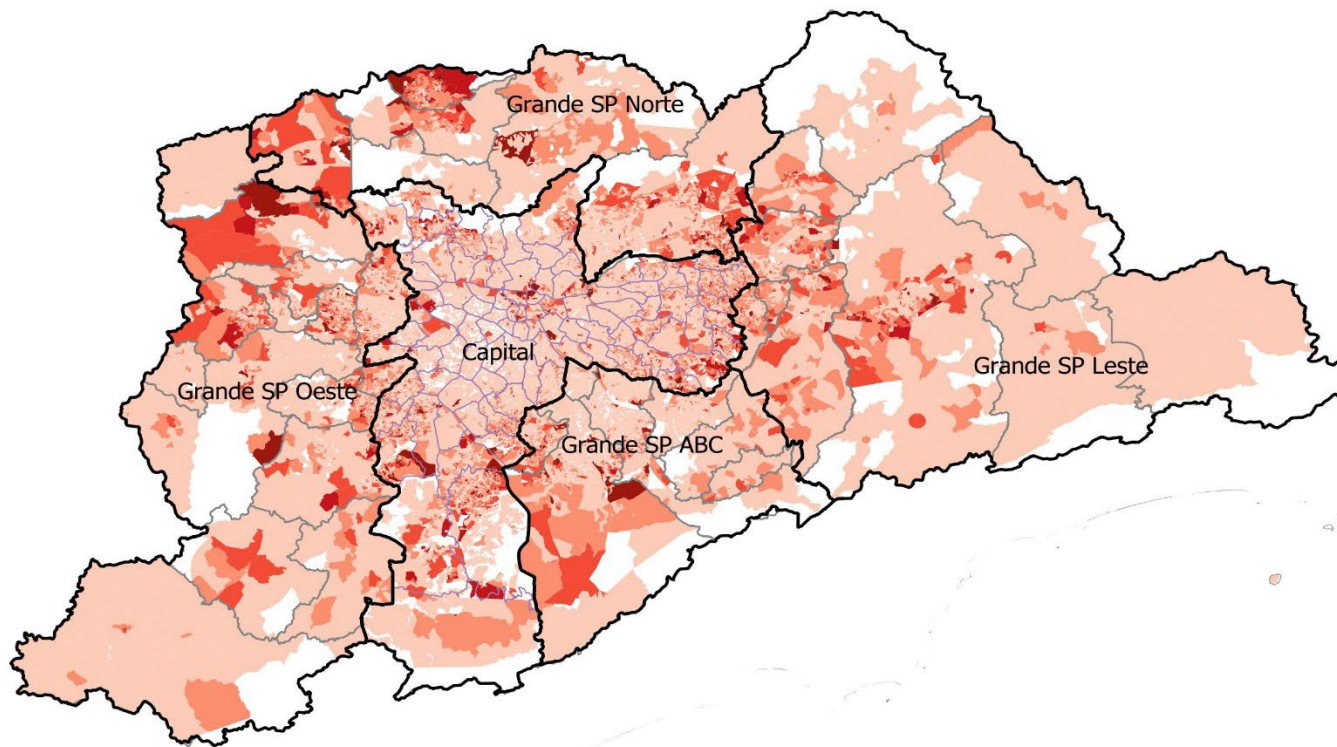 Grande SP Norte
Capital
Grande SP Oeste
Grande SP Leste
Grande SP ABC